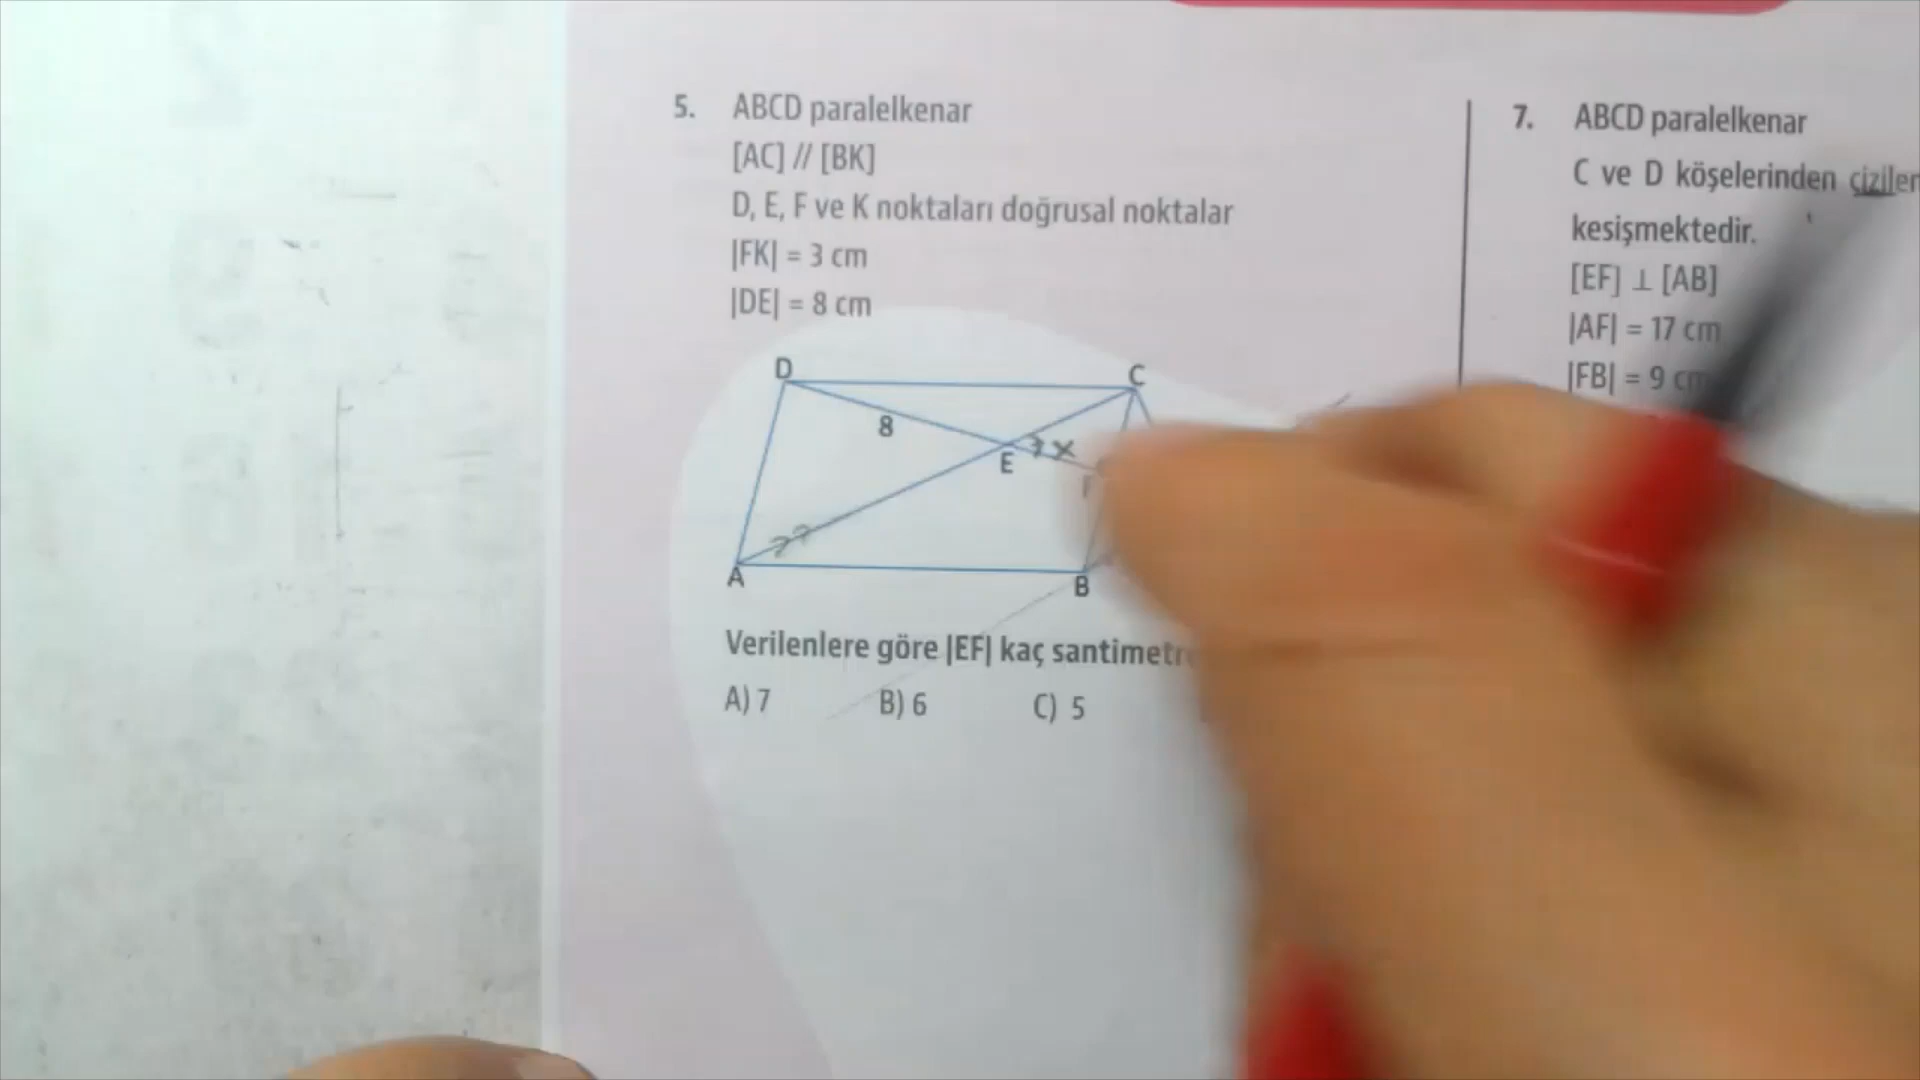 5. ABCD paralelkenar
[AC] // [BK]
D, E, F ve K noktaları doğrusal noktalar
|FK| = 3 cm
|DE| = 8 cm
D
C
8
E
x
A
B
Verilenlere göre |EF| kaç
A) 7 B) 6 C) 5
7. ABCD paralelkenar
C ve D köşelerinden çizilen
kesişmektedir.
[EF] ⊥ [AB]
|AF| = 17 cm
|FB| = 9 cm